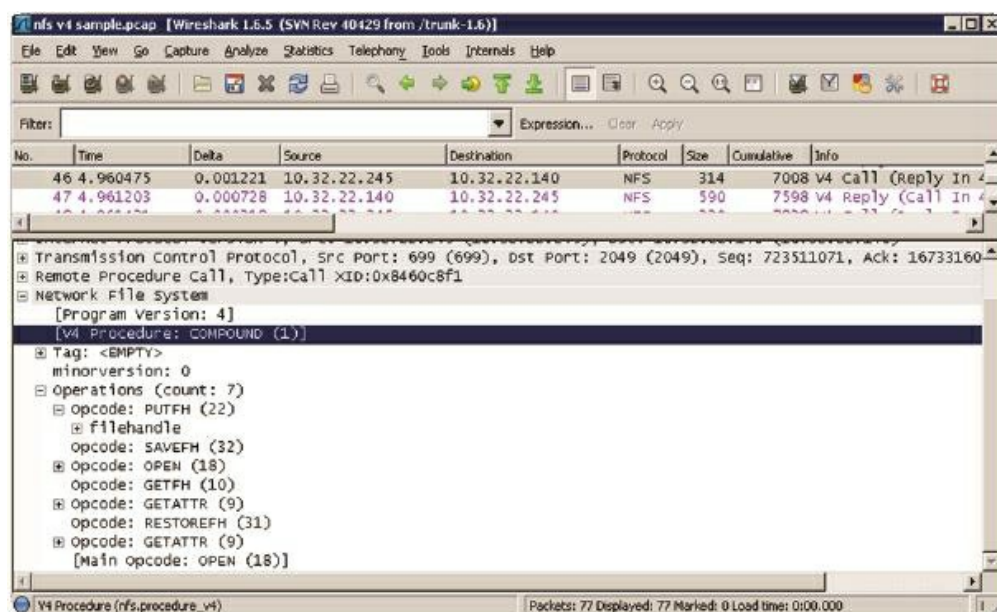 nfs v4 sample.pcap [Wireshark 1.6.5 (SVN Rev 40429 from /trunk-1.6)]
File Edit View Go Capture Analyze Statistics Telephony Tools Internals Help
Filter: Expression... Clear Apply
No. Time Delta Source Destination Protocol Size Cumulative Info
46 4.960475 0.001221 10.32.22.245 10.32.22.140 NFS 314 7008 V4 Call (Reply In 4
47 4.961203 0.000728 10.32.22.140 10.32.22.245 NFS 590 7598 V4 Reply (Call In 4
Transmission Control Protocol, Src Port: 699 (699), Dst Port: 2049 (2049), Seq: 723511071, Ack: 16733160
Remote Procedure Call, Type:Call XID:0x8460c8f1
Network File System
[Program Version: 4]
[V4 Procedure: COMPOUND (1)]
Tag: <EMPTY>
minorversion: 0
Operations (count: 7)
Opcode: PUTFH (22)
filehandle
Opcode: SAVEFH (32)
Opcode: OPEN (18)
Opcode: GETFH (10)
Opcode: GETATTR (9)
Opcode: RESTOREFH (31)
Opcode: GETATTR (9)
[Main Opcode: OPEN (18)]
V4 Procedure (nfs.procedure_v4) Packets: 77 Displayed: 77 Marked: 0 Load time: 0:00.000